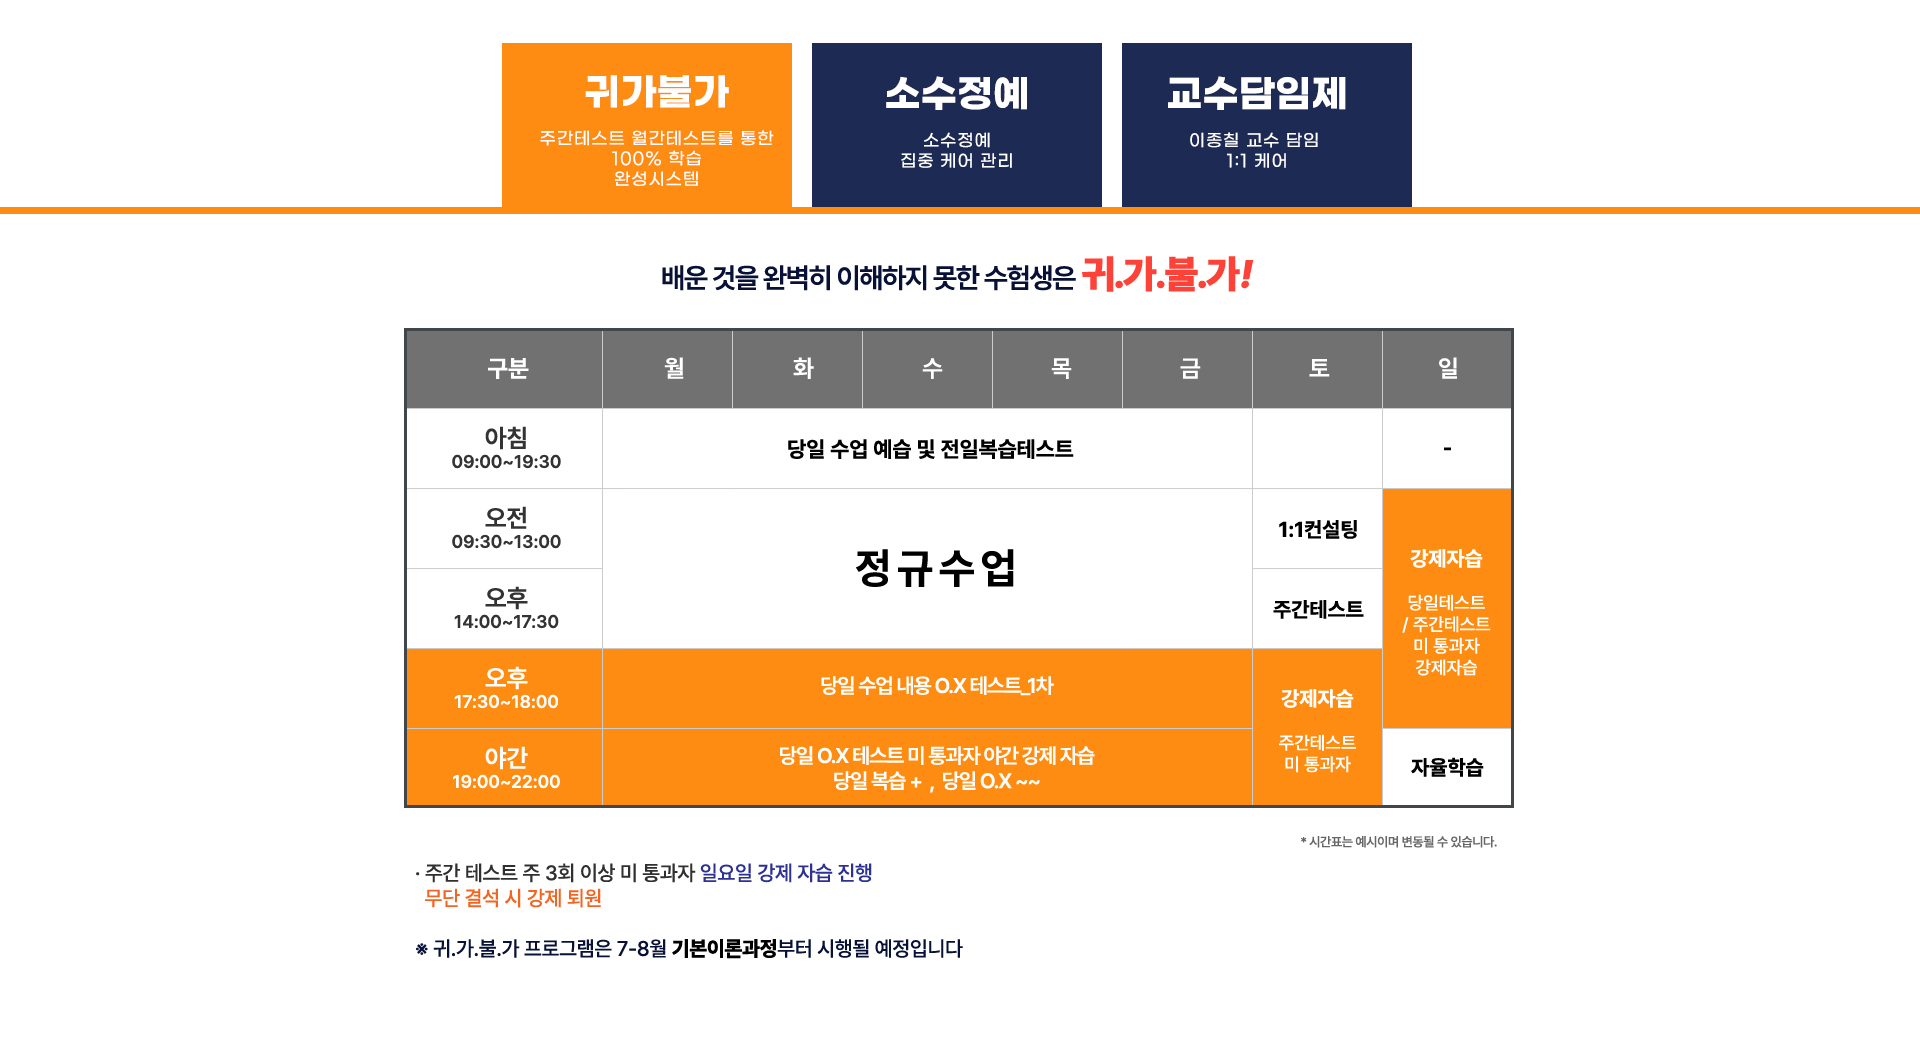 귀가불가
주간테스트 월간테스트를 통한
100% 학습
완성시스템
소수정예
소수정예
집중 케어 관리
교수담임제
이종칠 교수 담임
1:1 케어
배운 것을 완벽히 이해하지 못한 수험생은 귀.가.불.가!
구분 월 화 수 목 금 토 일
아침
09:00~19:30
당일 수업 예습 및 전일복습테스트
-
오전
09:30~13:00
정규수업
1:1컨설팅
오후
14:00~17:30
주간테스트
강제자습
당일테스트
/ 주간테스트
미 통과자
강제자습
오후
17:30~18:00
당일 수업 내용 O.X 테스트_1차
강제자습
주간테스트
미 통과자
야간
19:00~22:00
당일 O.X 테스트 미 통과자 야간 강제 자습
당일 복습 + , 당일 O.X ~~
자율학습
* 시간표는 예시이며 변동될 수 있습니다.
· 주간 테스트 주 3회 이상 미 통과자 일요일 강제 자습 진행
무단 결석 시 강제 퇴원
※ 귀.가.불.가 프로그램은 7-8월 기본이론과정부터 시행될 예정입니다